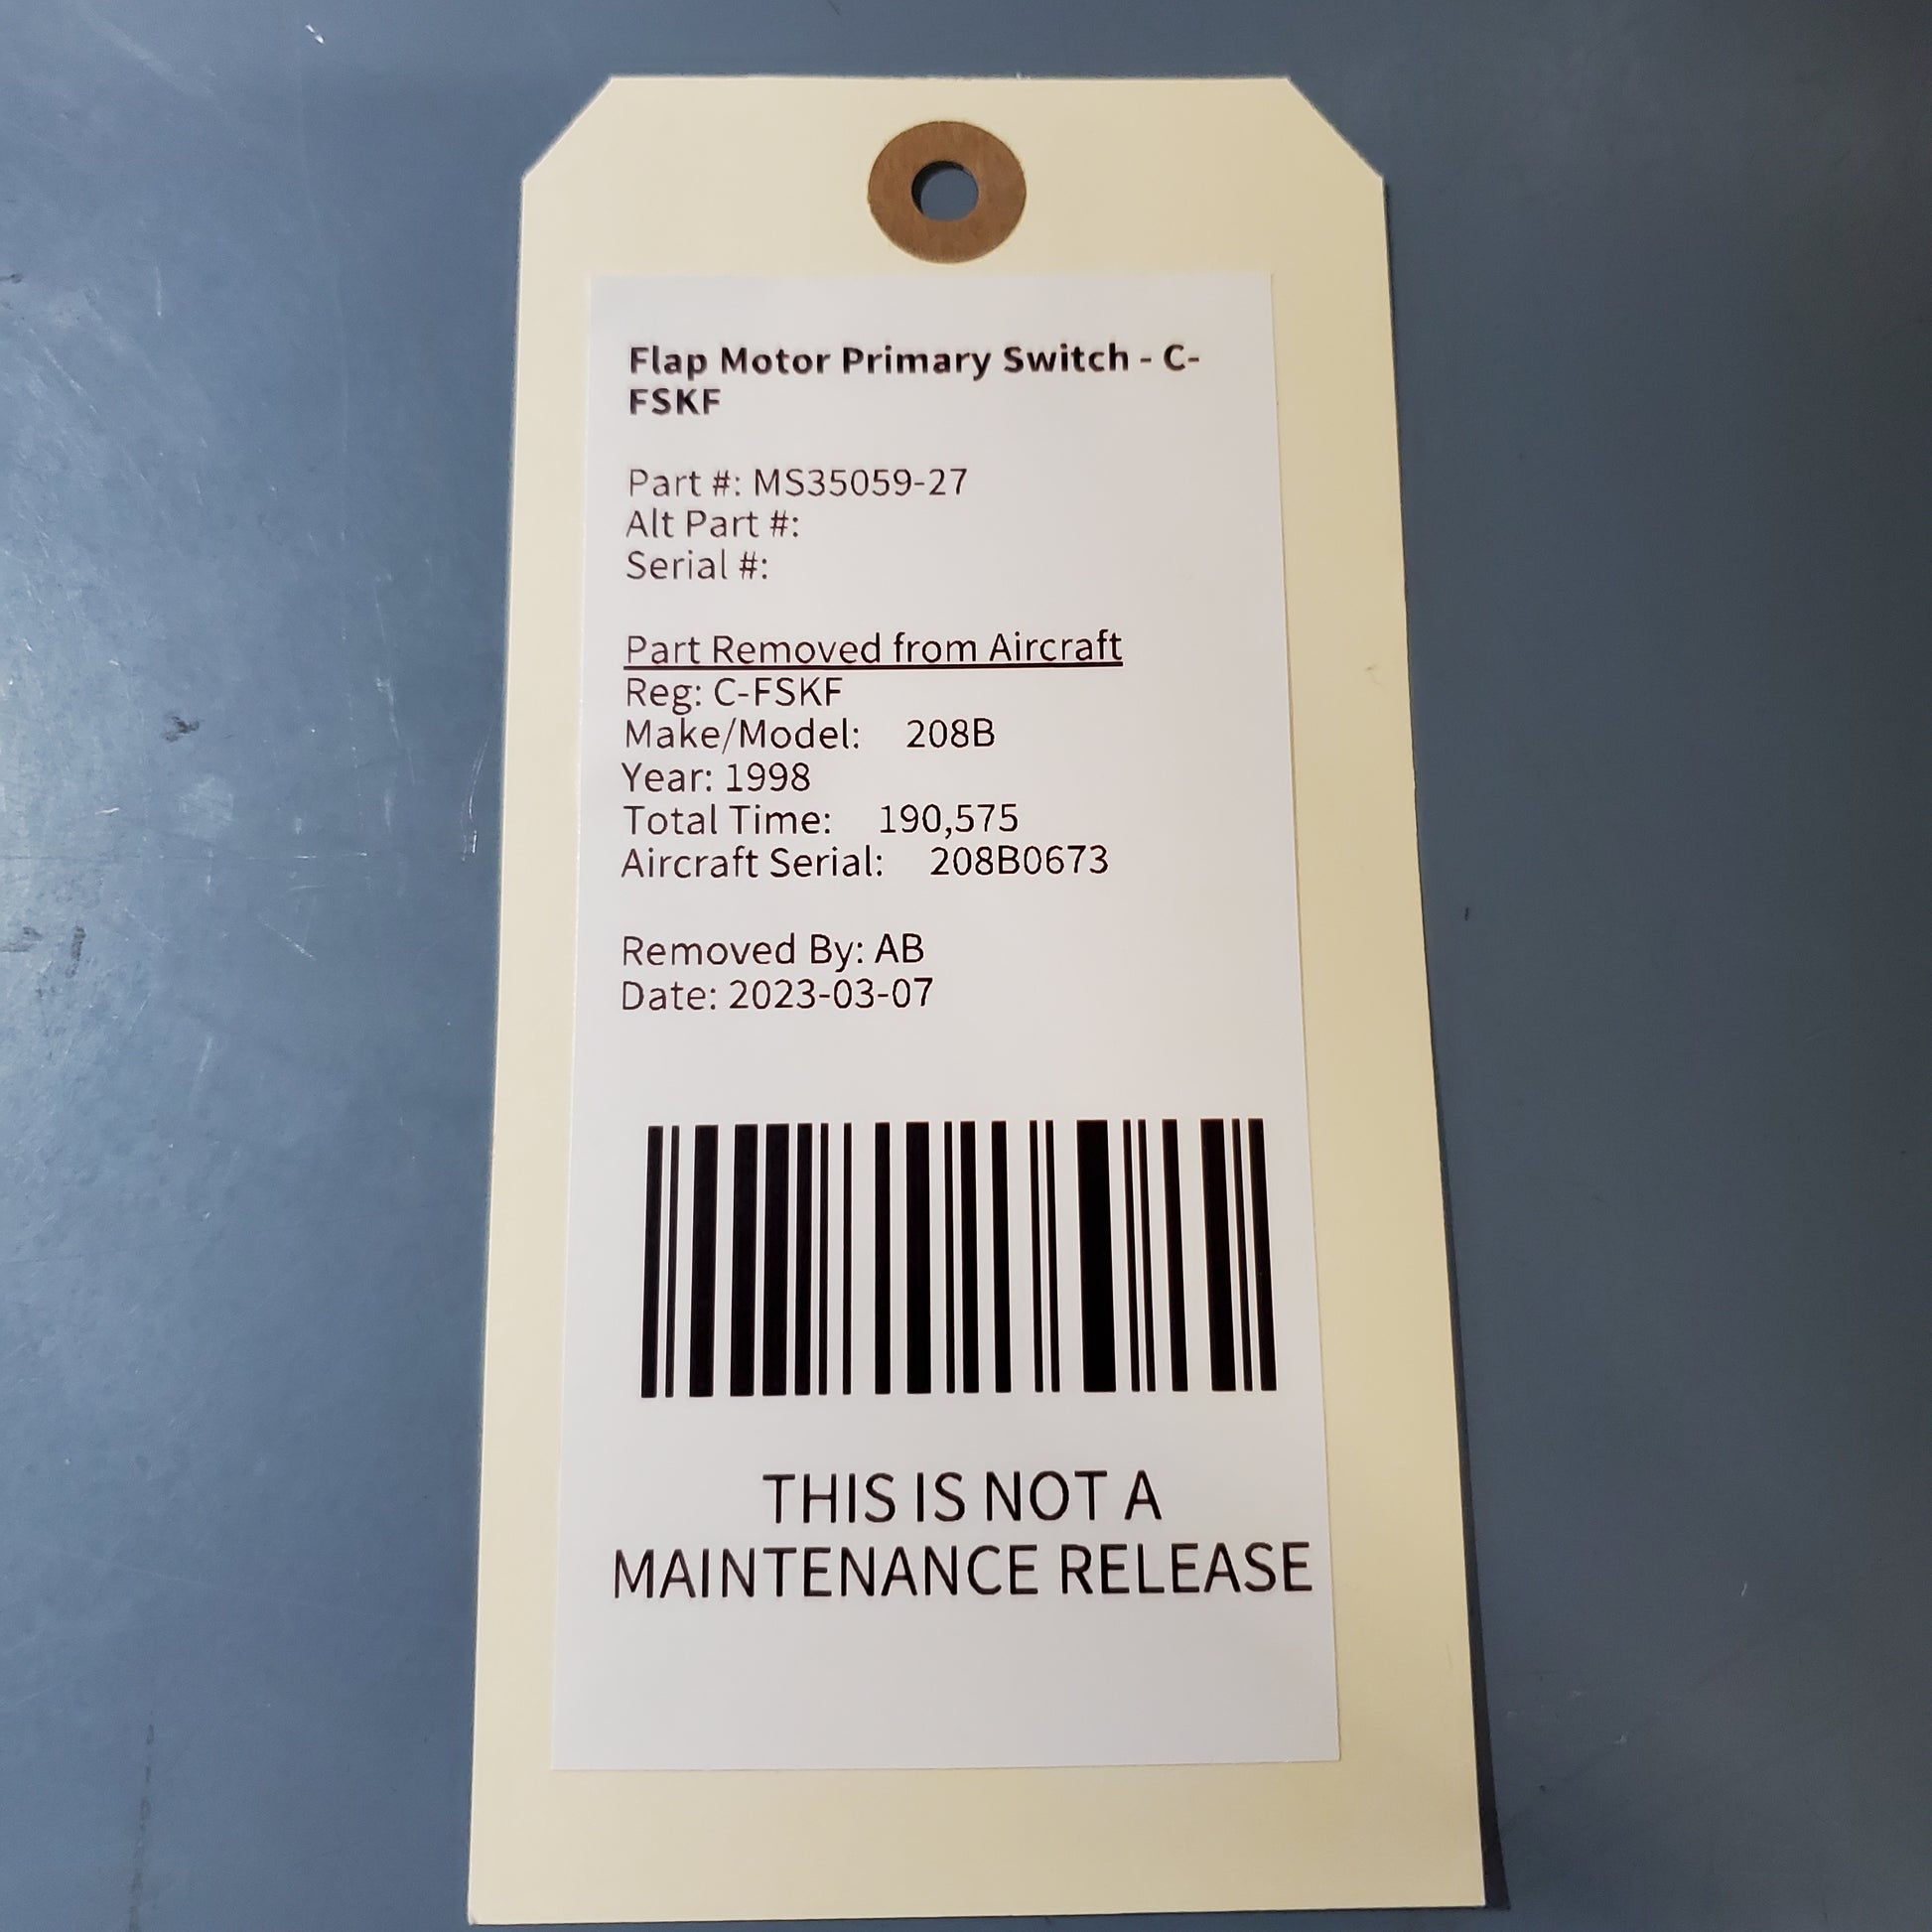 Flap Motor Primary Switch - C-
FSKF
Part #: MS35059-27
Alt Part #:
Serial #:
Part Removed from Aircraft
Reg: C-FSKF
Make/Model: 208B
Year: 1998
Total Time: 190,575
Aircraft Serial: 208B0673
Removed By: AB
Date: 2023-03-07
THIS IS NOT A
MAINTENANCE RELEASE